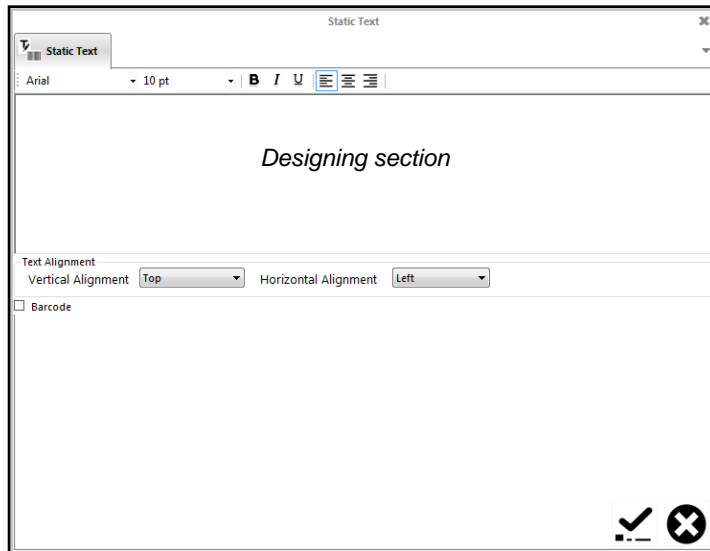 Static Text
Static Text
Arial 10 pt B I U
Designing section
Text Alignment
Vertical Alignment Top Horizontal Alignment Left
Barcode